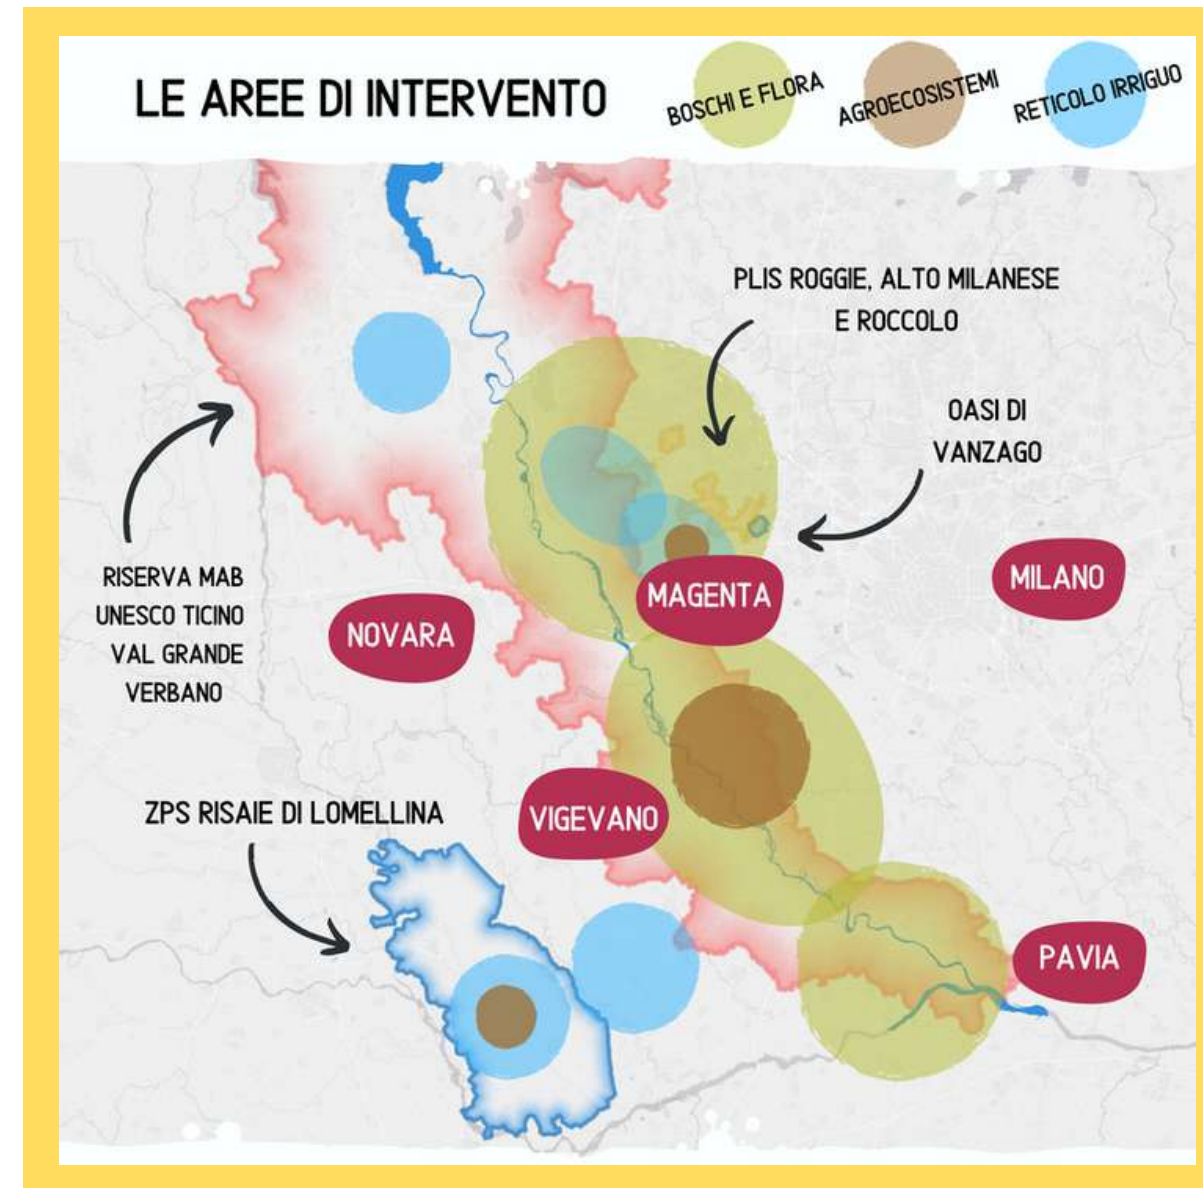 LE AREE DI INTERVENTO
BOSCHI E FLORA
AGROECOSISTEMI
RETICOLO IRRIGUO
PLIS ROGGIE, ALTO MILANESE
E ROCCOLO
OASI DI
VANZAGO
RISERVA MAB
UNESCO TICINO
VAL GRANDE
VERBANO
NOVARA
MAGENTA
MILANO
ZPS RISAIE DI LOMELLINA
VIGEVANO
PAVIA